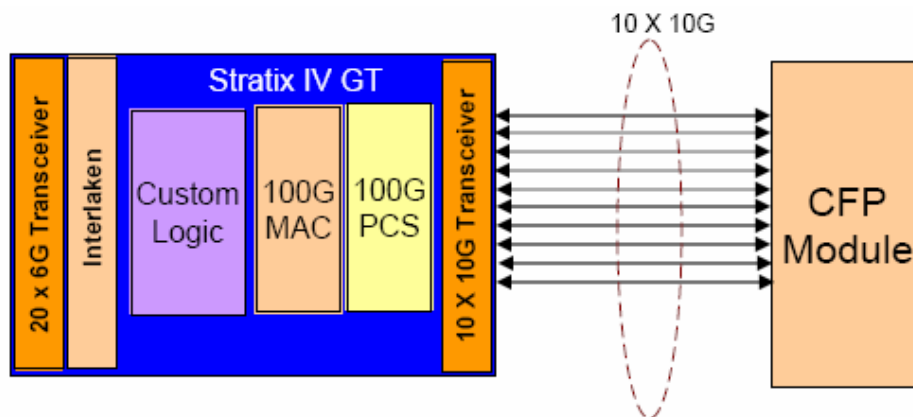 10 X 10G
Stratix IV GT
20 x 6G Transceiver
Interlaken
Custom
Logic
100G
MAC
100G
PCS
10 X 10G Transceiver
CFP
Module